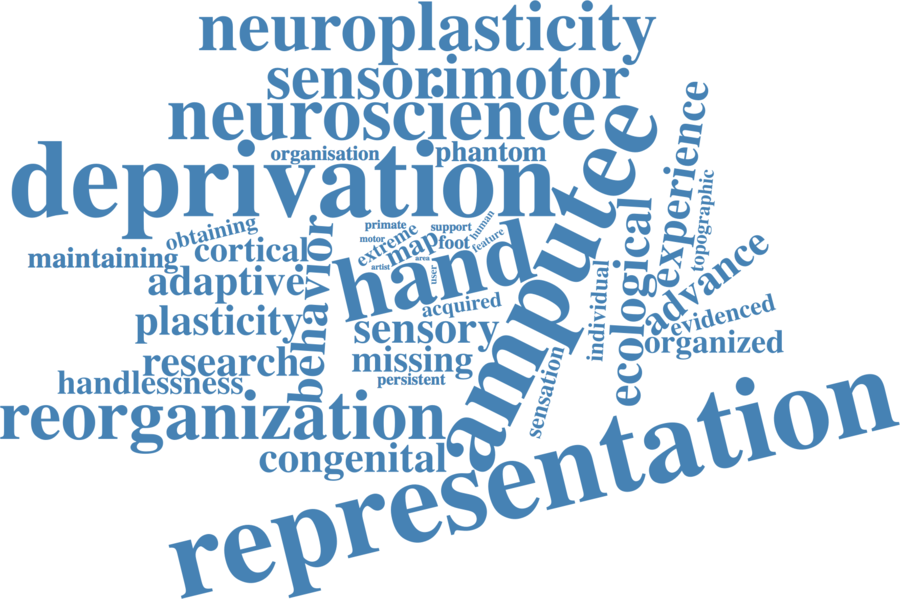 neuroplasticity
sensorimotor
neuroscience
organisation
phantom
deprivation
amputee
experience
topographic
ecological
individual
advance
evidenced
organized
obtaining
maintaining
cortical
adaptive
plasticity
behavior
research
handlessness
primate
support
human
motor
extreme
map
foot
feature
artist
area
user
hand
acquired
sensory
missing
persistent
sensation
reorganization
congenital
representation